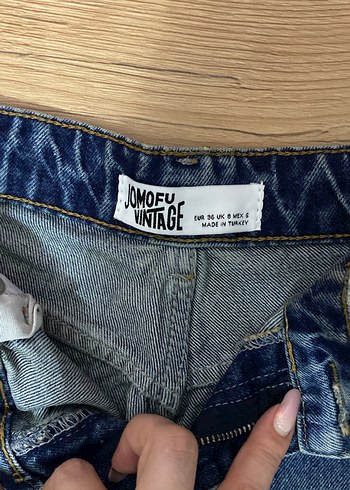 JOMOFU
VINTAGE
EUR 36 UK 8 MEX 6
MADE IN TURKEY